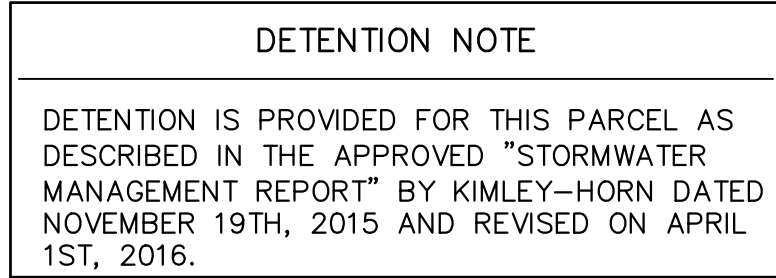 DETENTION NOTE
DETENTION IS PROVIDED FOR THIS PARCEL AS
DESCRIBED IN THE APPROVED "STORMWATER
MANAGEMENT REPORT" BY KIMLEY–HORN DATED
NOVEMBER 19TH, 2015 AND REVISED ON APRIL
1ST, 2016.